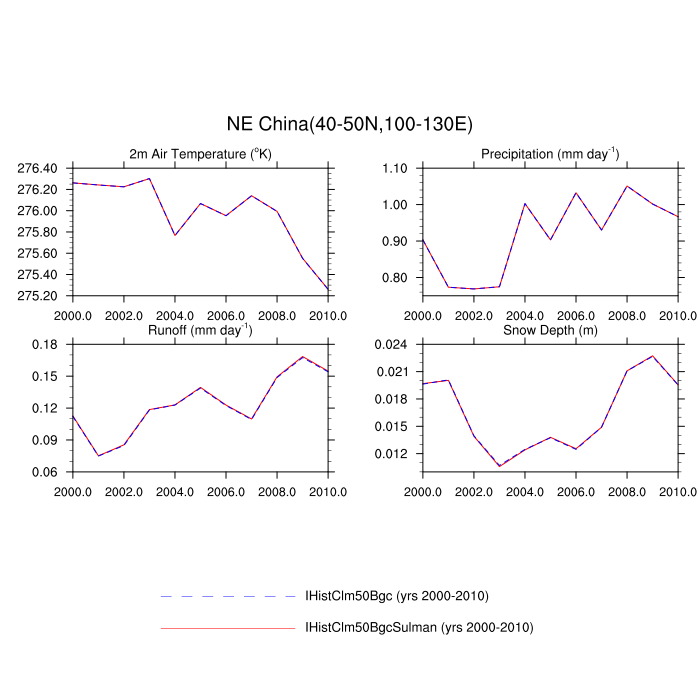 NE China(40-50N,100-130E)
2m Air Temperature (°K)
276.40
276.20
276.00
275.80
275.60
275.40
275.20
2000.0 2002.0 2004.0 2006.0 2008.0 2010.0
Precipitation (mm day⁻¹)
1.10
1.00
0.90
0.80
2000.0 2002.0 2004.0 2006.0 2008.0 2010.0
Runoff (mm day⁻¹)
0.18
0.15
0.12
0.09
0.06
2000.0 2002.0 2004.0 2006.0 2008.0 2010.0
Snow Depth (m)
0.024
0.021
0.018
0.015
0.012
2000.0 2002.0 2004.0 2006.0 2008.0 2010.0
IHistClm50Bgc (yrs 2000-2010)
IHistClm50BgcSulman (yrs 2000-2010)